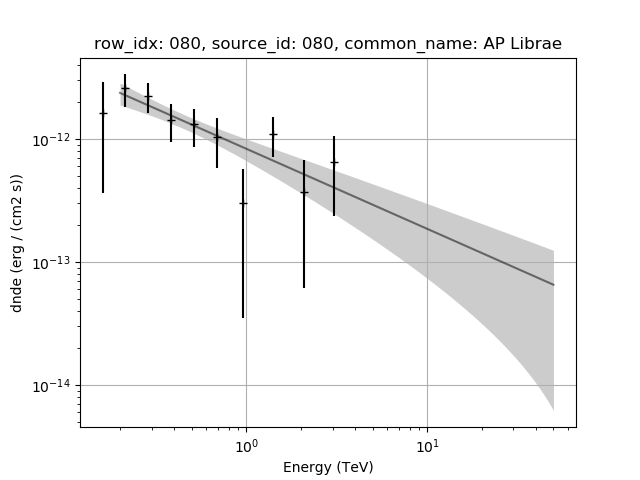 row_idx: 080, source_id: 080, common_name: AP Librae
dnde (erg / (cm2 s))
10⁻¹²
10⁻¹³
10⁻¹⁴
10⁰ 10¹
Energy (TeV)